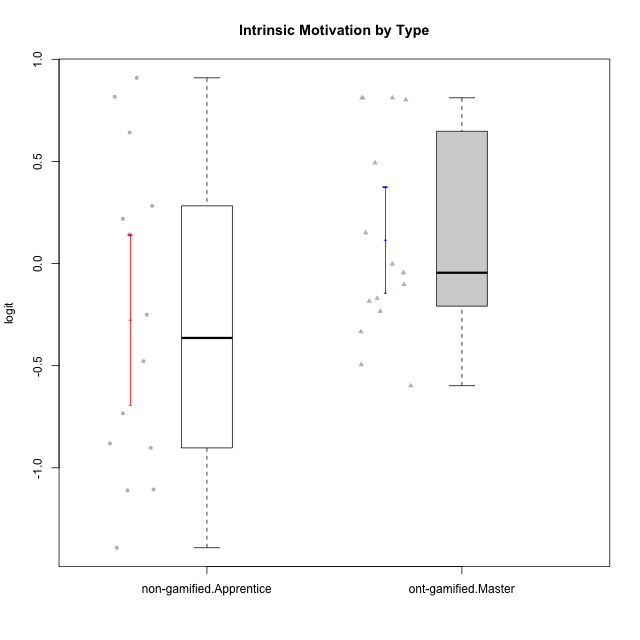 Intrinsic Motivation by Type
1.0
0.5
0.0
-0.5
-1.0
logit
non-gamified.Apprentice
ont-gamified.Master